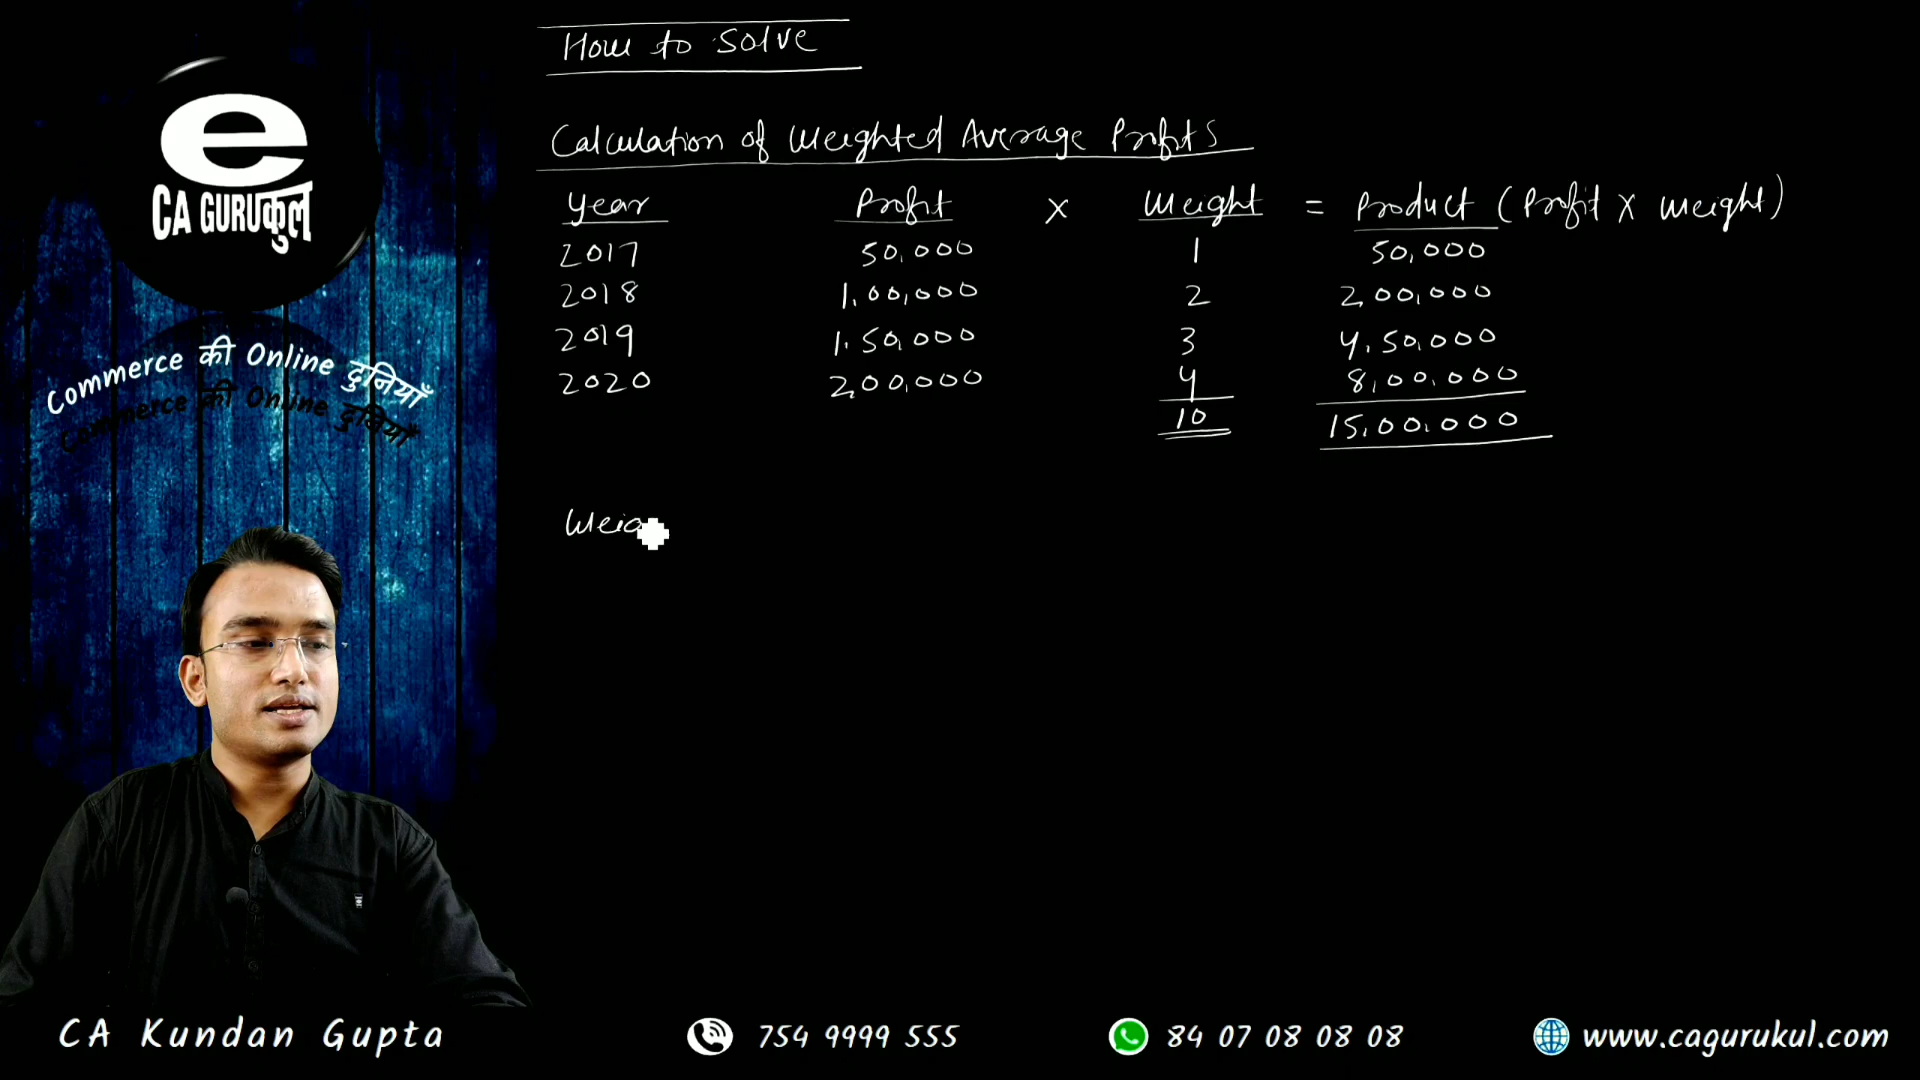 How to Solve
Calculation of Weighted Average Profits
Year Profit X Weight = Product (Profit X Weight)
2017 50,000 1 50,000
2018 1,00,000 2 2,00,000
2019 1,50,000 3 4,50,000
2020 2,00,000 4 8,00,000
10 15,00,000
Weig
e
CA GURUकुल
Commerce की Online दुनियाँ
Commerce की Online दुनियाँ
CA Kundan Gupta 754 9999 555 84 07 08 08 08 www.cagurukul.com